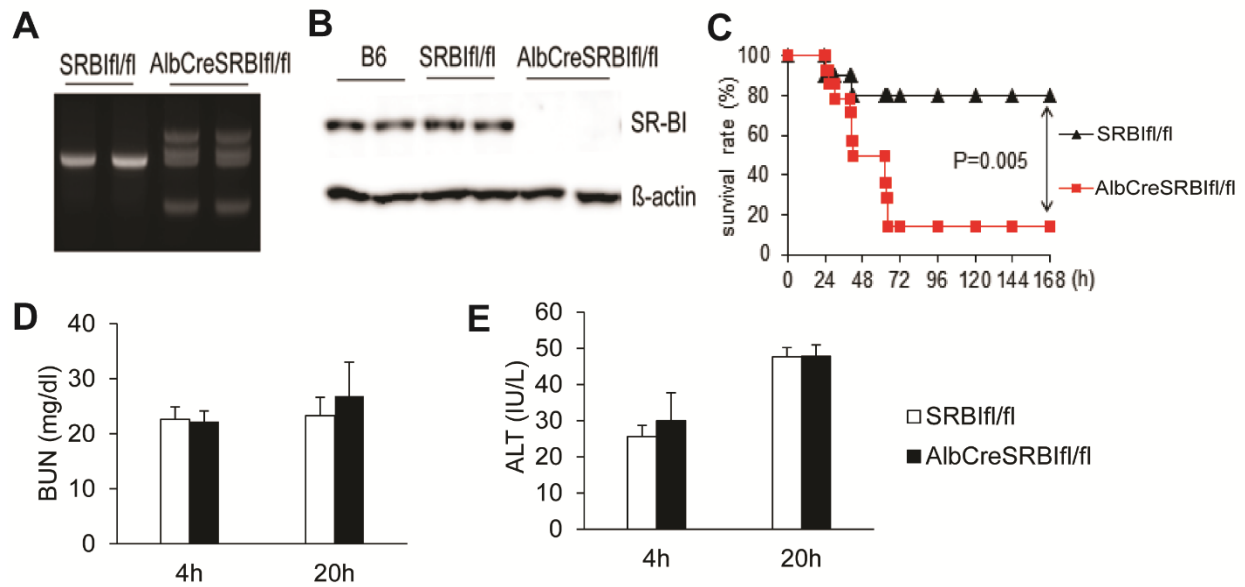 A
SRBIfl/fl AlbCreSRBIfl/fl
B
B6 SRBIfl/fl AlbCreSRBIfl/fl
SR-BI
ß-actin
C
survival rate (%)
100
80
60
40
20
0
0 24 48 72 96 120 144 168 (h)
P=0.005
SRBIfl/fl
AlbCreSRBIfl/fl
D
BUN (mg/dl)
40
30
20
10
0
4h 20h
E
ALT (IU/L)
60
50
40
30
20
10
0
4h 20h
SRBIfl/fl
AlbCreSRBIfl/fl